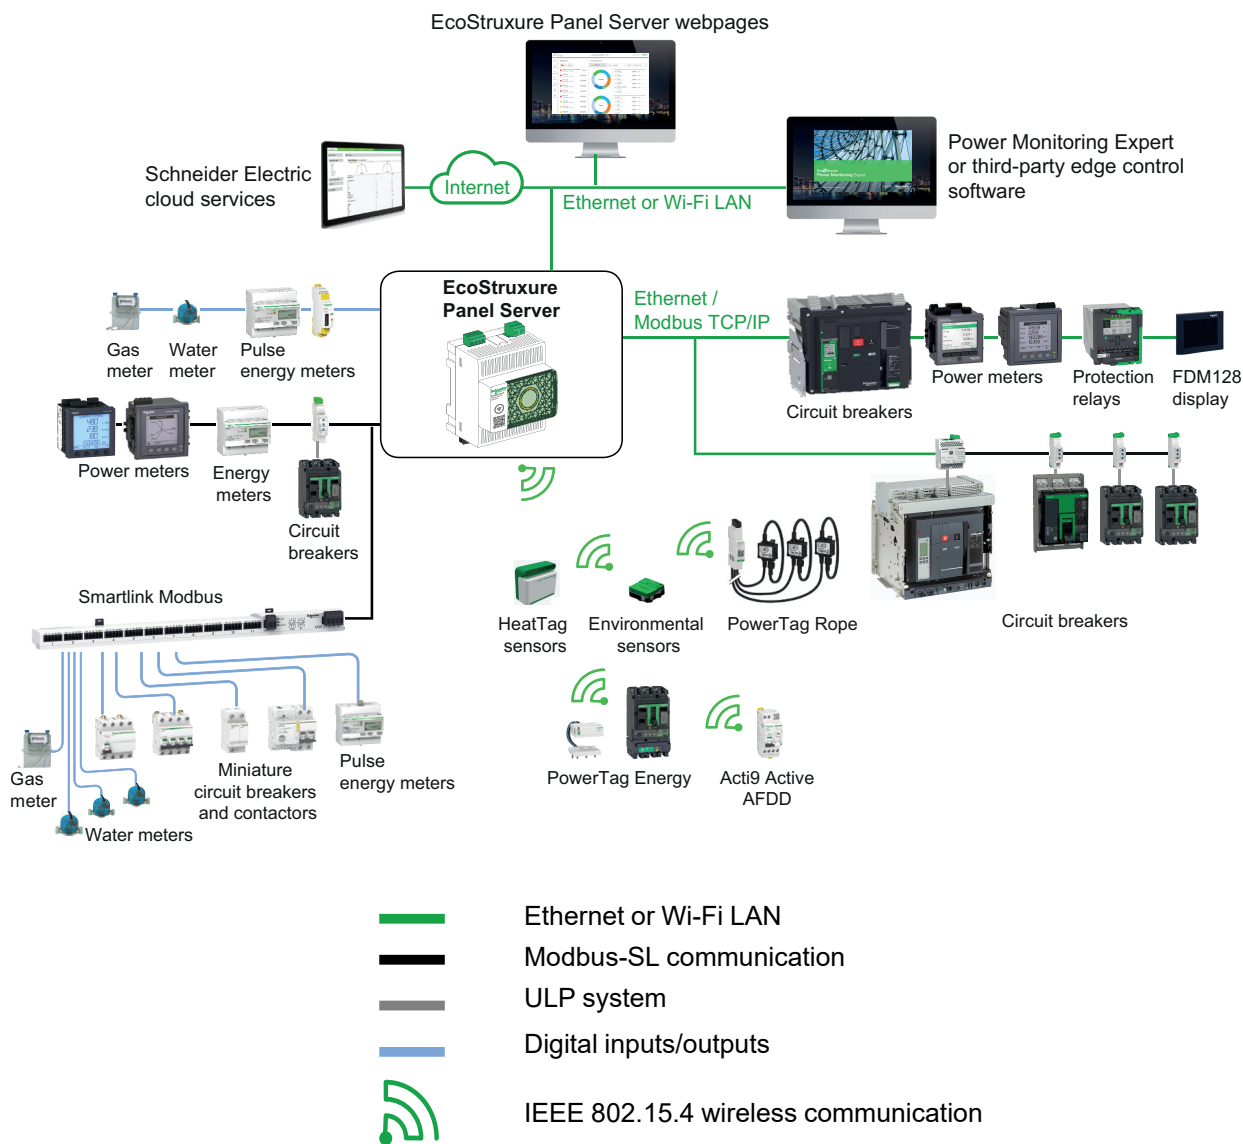 EcoStruxure Panel Server webpages
Power Monitoring Expert
or third-party edge control
software
Schneider Electric
cloud services
Internet
Ethernet or Wi-Fi LAN
EcoStruxure
Panel Server
Ethernet /
Modbus TCP/IP
Gas
meter
Water
meter
Pulse
energy meters
Circuit breakers
Power meters
Protection
relays
FDM128
display
Power meters
Energy
meters
Circuit
breakers
Smartlink Modbus
HeatTag
sensors
Environmental
sensors
PowerTag Rope
Circuit breakers
Gas
meter
Water meters
Miniature
circuit breakers
and contactors
Pulse
energy meters
PowerTag Energy
Acti9 Active
AFDD
Ethernet or Wi-Fi LAN
Modbus-SL communication
ULP system
Digital inputs/outputs
IEEE 802.15.4 wireless communication